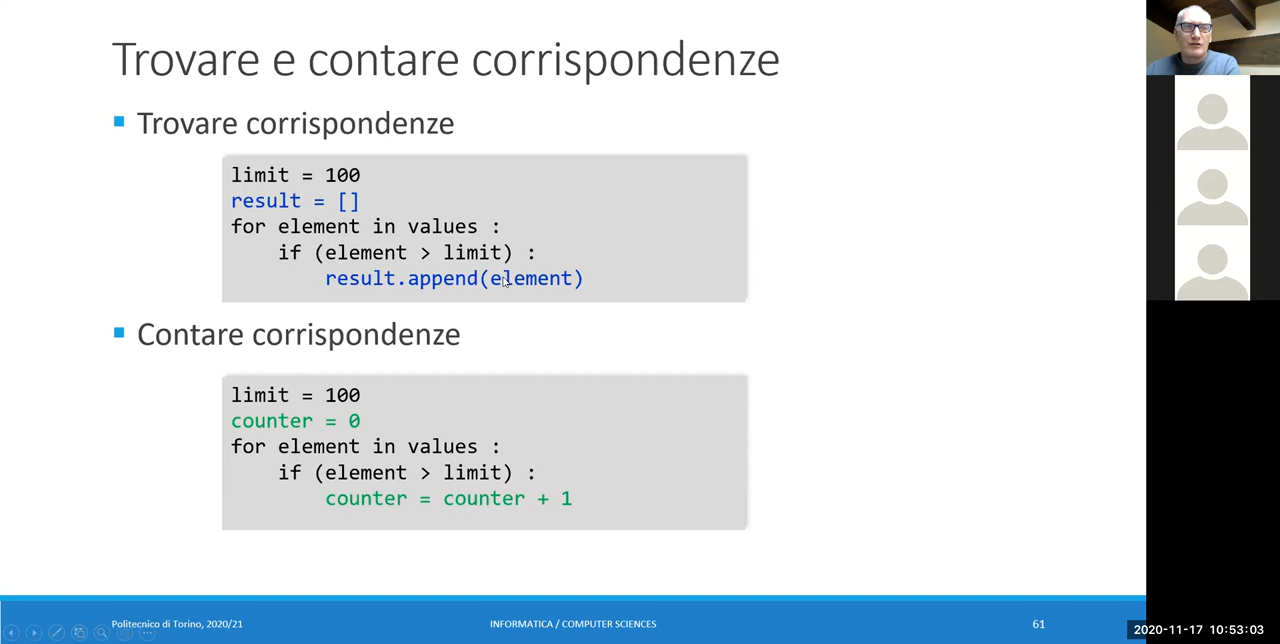 Trovare e contare corrispondenze
Trovare corrispondenze
limit = 100
result = []
for element in values :
    if (element > limit) :
        result.append(element)
Contare corrispondenze
limit = 100
counter = 0
for element in values :
    if (element > limit) :
        counter = counter + 1
Politecnico di Torino, 2020/21
INFORMATICA / COMPUTER SCIENCES
61
2020-11-17 10:53:03